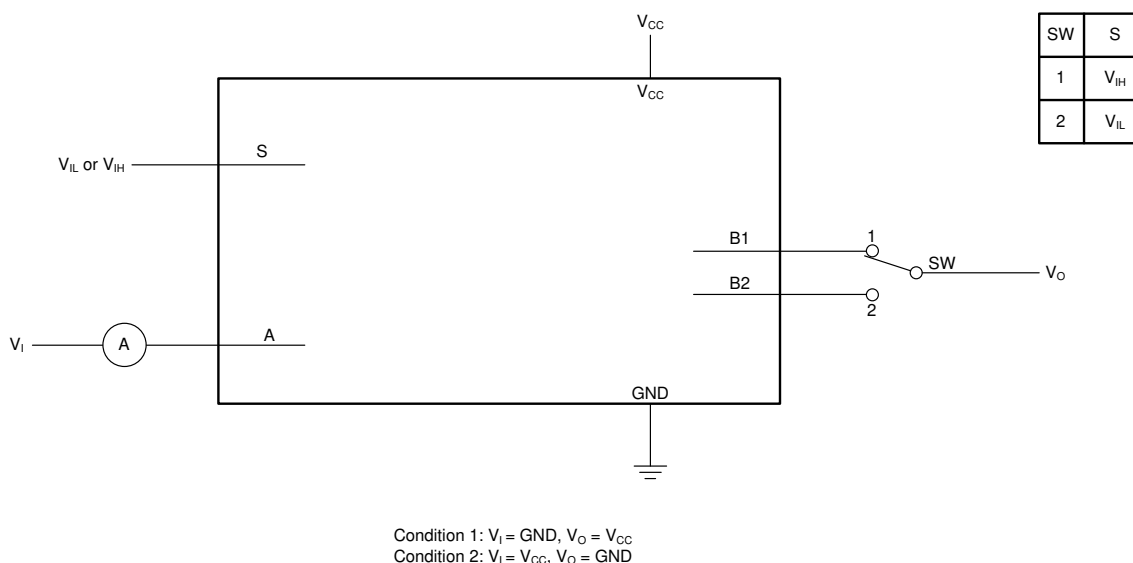 VCC
SW S
VCC
1 VIH
2 VIL
S
VIL or VIH
B1
1
SW
VO
B2
2
A
VI
A
GND
Condition 1: VI = GND, VO = VCC
Condition 2: VI = VCC, VO = GND